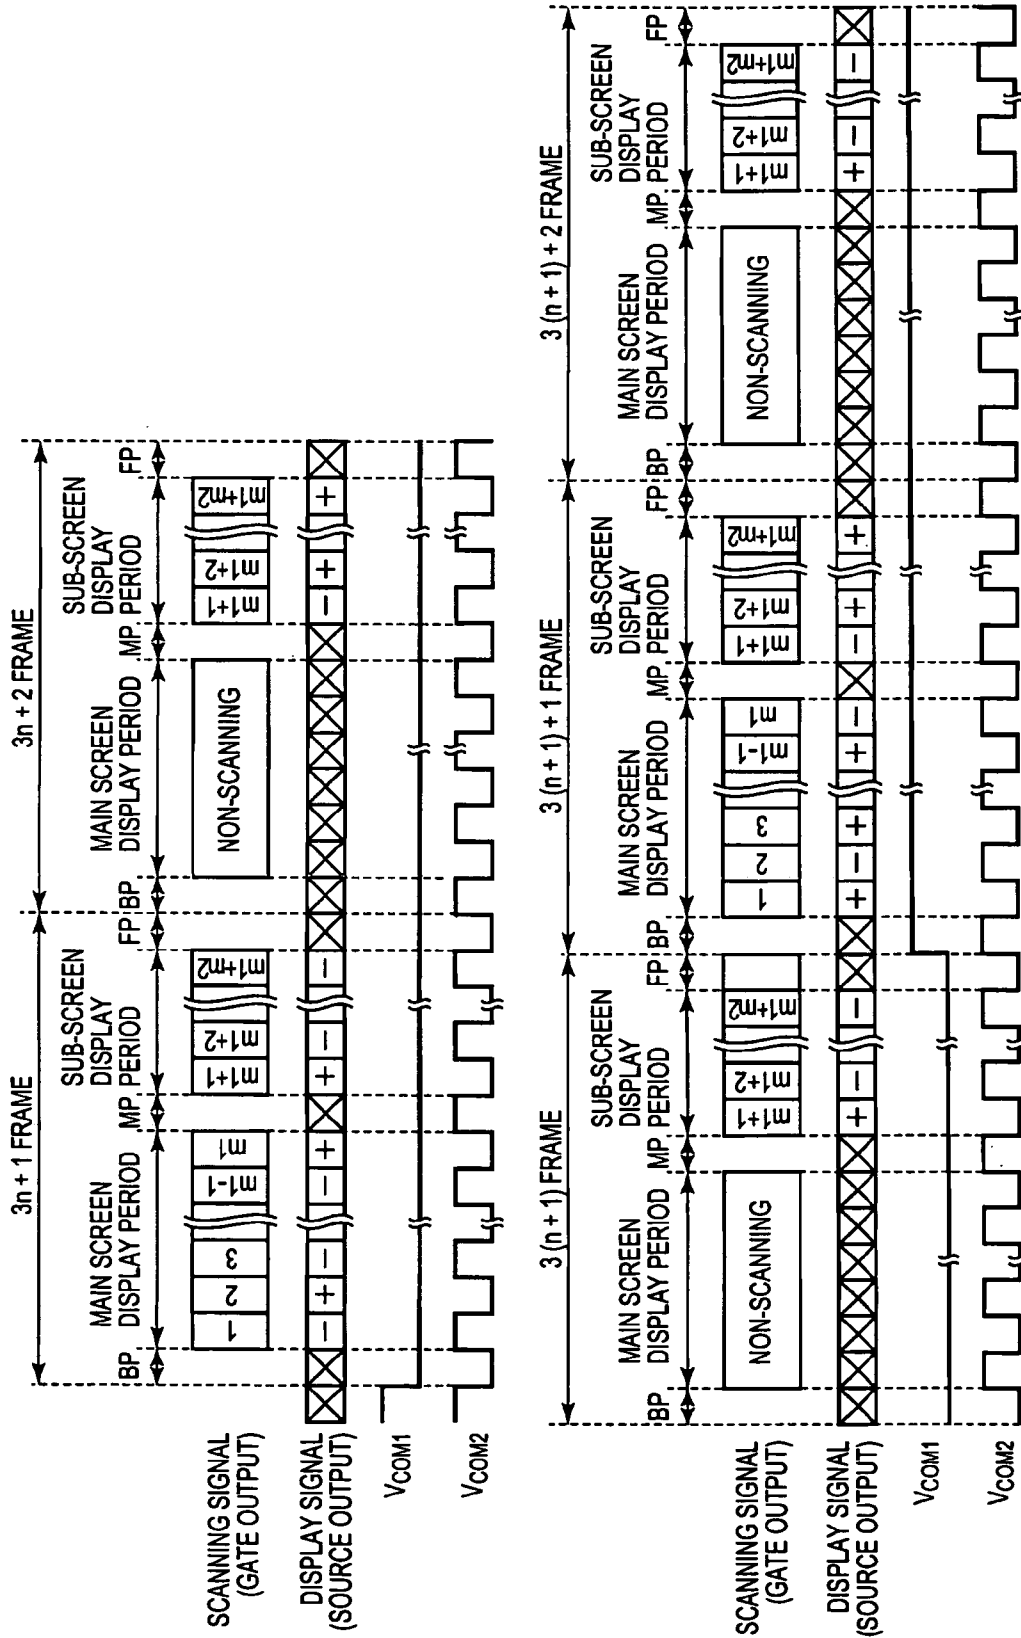 3n + 1 FRAME
3n + 2 FRAME
BP
MAIN SCREEN
DISPLAY PERIOD
MP
SUB-SCREEN
DISPLAY
PERIOD
FP
BP
MAIN SCREEN
DISPLAY PERIOD
MP
SUB-SCREEN
DISPLAY
PERIOD
FP
SCANNING SIGNAL
(GATE OUTPUT)
1 2 3 m1-1 m1 m1+1 m1+2 m1+m2 NON-SCANNING m1+1 m1+2 m1+m2
DISPLAY SIGNAL
(SOURCE OUTPUT)
− + − − + + − − − + +
VCOM1
VCOM2
3 (n + 1) FRAME
3 (n + 1) + 1 FRAME
3 (n + 1) + 2 FRAME
BP
MAIN SCREEN
DISPLAY PERIOD
MP
SUB-SCREEN
DISPLAY
PERIOD
FP
BP
MAIN SCREEN
DISPLAY PERIOD
MP
SUB-SCREEN
DISPLAY
PERIOD
FP
BP
MAIN SCREEN
DISPLAY PERIOD
MP
SUB-SCREEN
DISPLAY
PERIOD
FP
SCANNING SIGNAL
(GATE OUTPUT)
NON-SCANNING m1+1 m1+2 m1+m2 1 2 3 m1-1 m1 m1+1 m1+2 m1+m2 NON-SCANNING m1+1 m1+2 m1+m2
DISPLAY SIGNAL
(SOURCE OUTPUT)
+ − − + − + + − − + + + − −
VCOM1
VCOM2